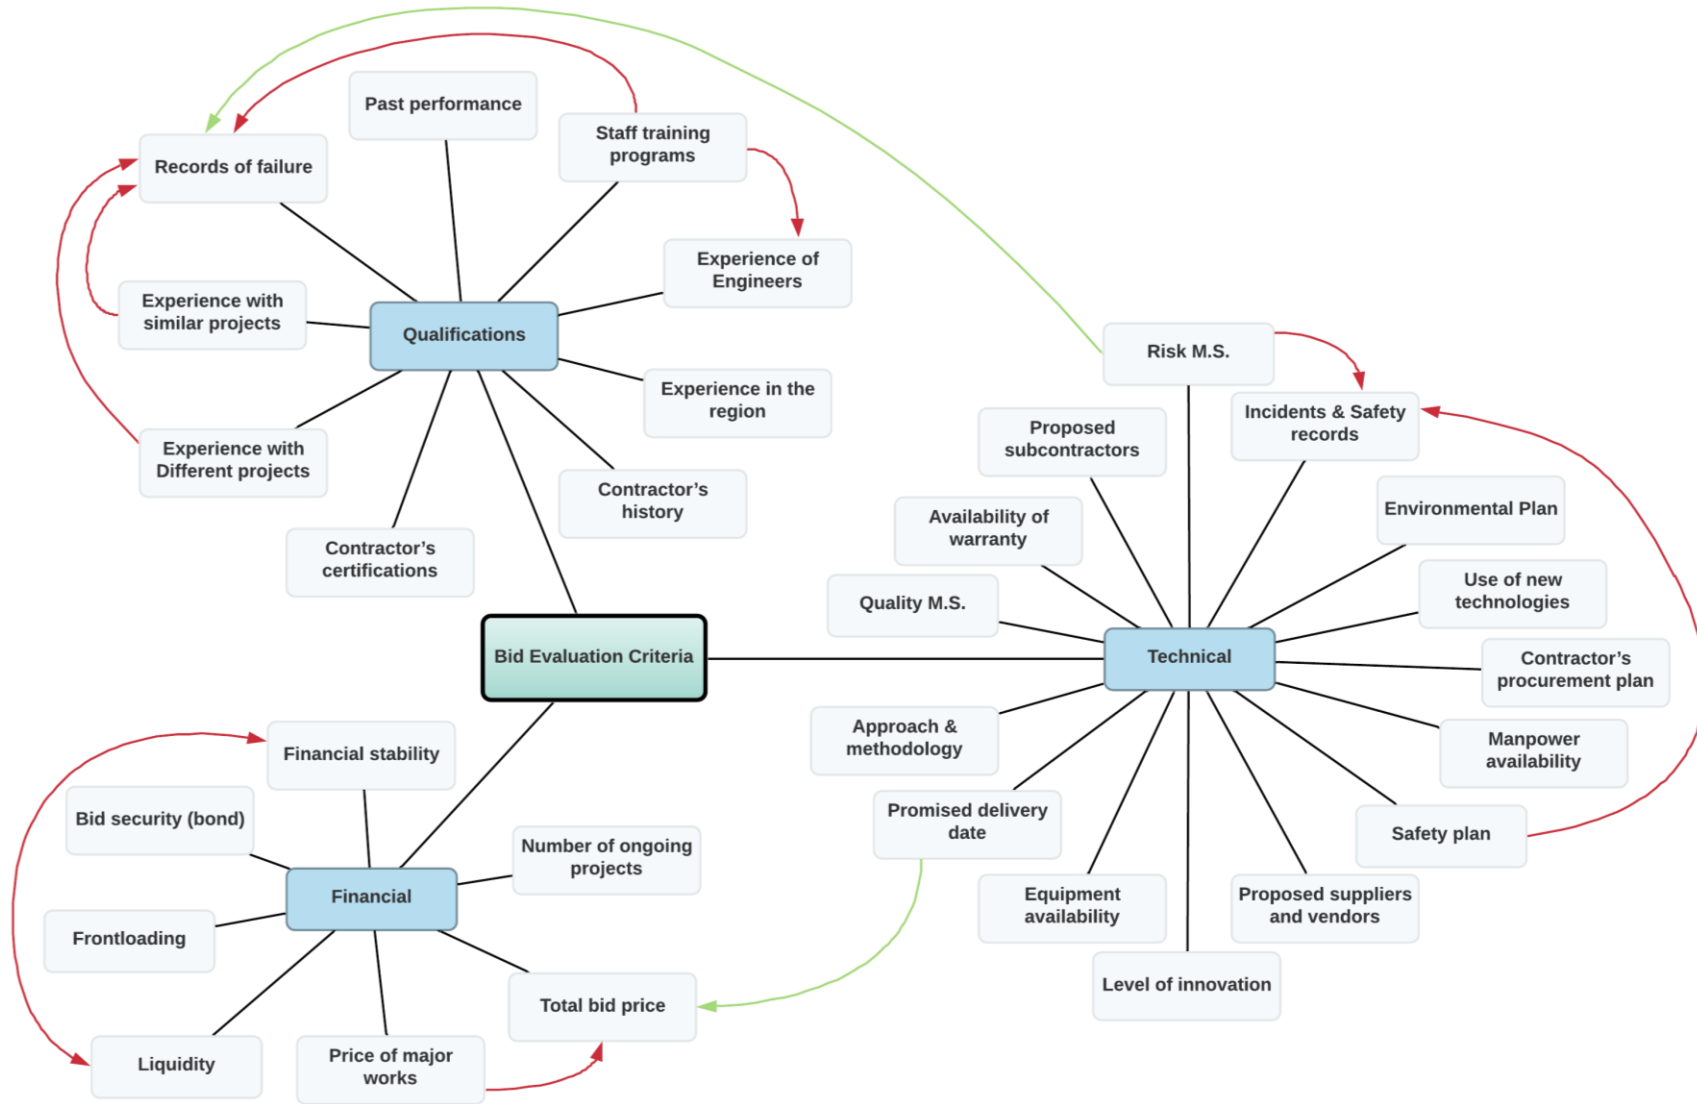 Past performance
Staff training
programs
Records of failure
Experience of
Engineers
Experience with
similar projects
Qualifications
Experience in the
region
Experience with
Different projects
Contractor’s
history
Contractor’s
certifications
Bid Evaluation Criteria
Risk M.S.
Incidents & Safety
records
Proposed
subcontractors
Environmental Plan
Availability of
warranty
Use of new
technologies
Quality M.S.
Technical
Contractor’s
procurement plan
Approach &
methodology
Manpower
availability
Promised delivery
date
Safety plan
Equipment
availability
Proposed suppliers
and vendors
Level of innovation
Financial stability
Bid security (bond)
Number of ongoing
projects
Financial
Frontloading
Total bid price
Liquidity
Price of major
works